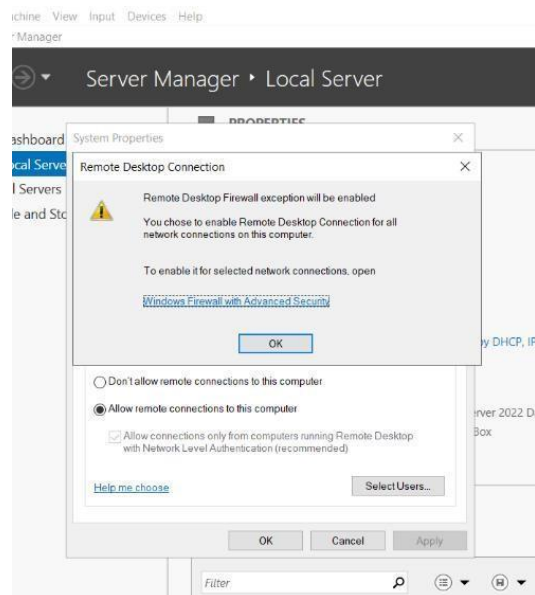 View Input Devices Help
Manager
Server Manager • Local Server
PROPERTIES
System Properties
Remote Desktop Connection
Remote Desktop Firewall exception will be enabled
You chose to enable Remote Desktop Connection for all
network connections on this computer.
To enable it for selected network connections, open
Windows Firewall with Advanced Security
OK
by DHCP, IP
Don't allow remote connections to this computer
Allow remote connections to this computer
Allow connections only from computers running Remote Desktop
with Network Level Authentication (recommended)
Help me choose
Select Users...
erver 2022 D
Box
OK Cancel Apply
Filter
ashboard
ocal Serve
l Servers
le and Sto